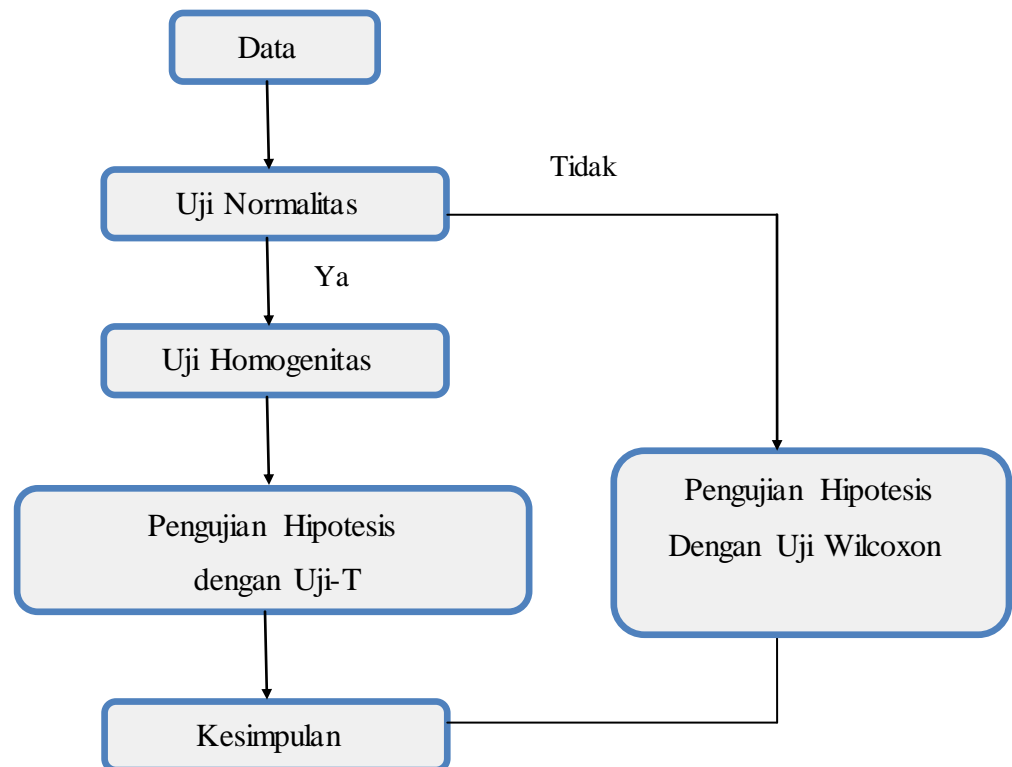 Data
Tidak
Uji Normalitas
Ya
Uji Homogenitas
Pengujian Hipotesis
dengan Uji-T
Pengujian Hipotesis
Dengan Uji Wilcoxon
Kesimpulan